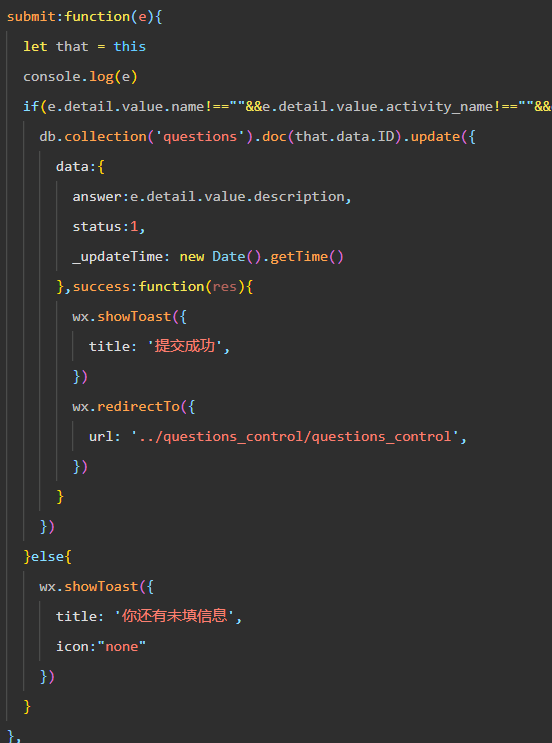 submit:function(e){
let that = this
console.log(e)
if(e.detail.value.name!==""&&e.detail.value.activity_name!==""&&
db.collection('questions').doc(that.data.ID).update({
data:{
answer:e.detail.value.description,
status:1,
_updateTime: new Date().getTime()
},success:function(res){
wx.showToast({
title: '提交成功',
})
wx.redirectTo({
url: '../questions_control/questions_control',
})
}
})
}else{
wx.showToast({
title: '你还有未填信息',
icon:"none"
})
}
},